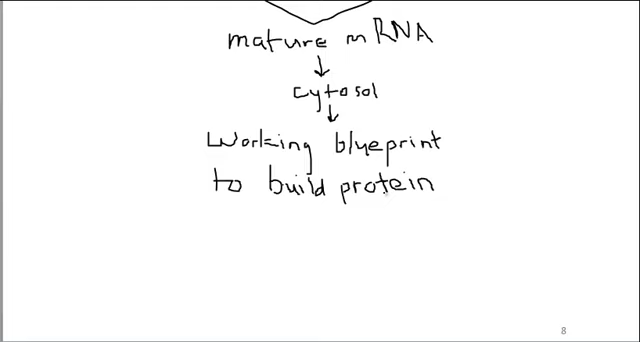 mature mRNA
cytosol
Working blueprint
to build protein
8